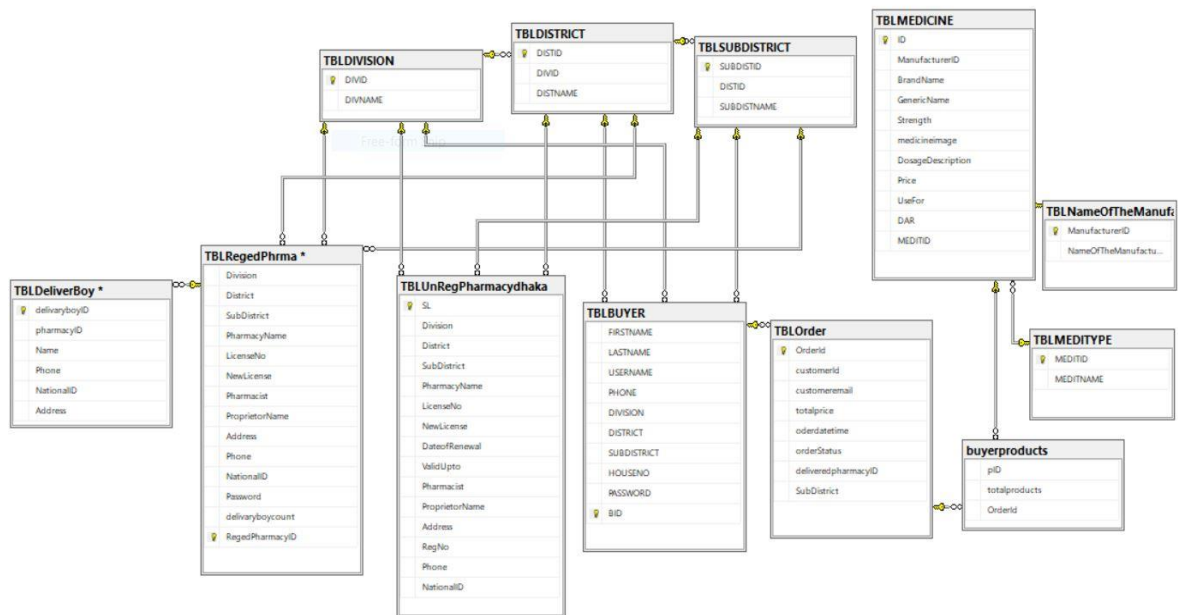 TBLDIVISION
DIVID
DIVNAME
TBLDISTRICT
DISTID
DIVID
DISTNAME
TBLSUBDISTRICT
SUBDISTID
DISTID
SUBDISTNAME
TBLMEDICINE
ID
ManufacturerID
BrandName
GenericName
Strength
medicineimage
DosageDescription
Price
UseFor
DAR
MEDITID
TBLNameOfTheManufa
ManufacturerID
NameOfTheManufactu...
TBLDeliverBoy *
delivaryboyID
pharmacyID
Name
Phone
NationalID
Address
TBLRegedPhrma *
Division
District
SubDistrict
PharmacyName
LicenseNo
NewLicense
Pharmacist
ProprietorName
Address
Phone
NationalID
Password
delivaryboycount
RegedPharmacyID
TBLUnRegPharmacydhaka
SL
Division
District
SubDistrict
PharmacyName
LicenseNo
NewLicense
DateofRenewal
ValidUpto
Pharmacist
ProprietorName
Address
RegNo
Phone
NationalID
TBLBUYER
FIRSTNAME
LASTNAME
USERNAME
PHONE
DIVISION
DISTRICT
SUBDISTRICT
HOUSENO
PASSWORD
BID
TBLOrder
OrderId
customerId
customeremail
totalprice
oderdatetime
orderStatus
deliveredpharmacyID
SubDistrict
TBLMEDITYPE
MEDITID
MEDITNAME
buyerproducts
pID
totalproducts
OrderId